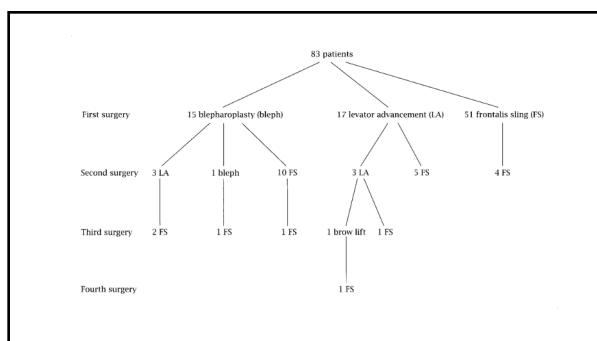 83 patients
First surgery 15 blepharoplasty (bleph) 17 levator advancement (LA) 51 frontalis sling (FS)
Second surgery 3 LA 1 bleph 10 FS 3 LA 5 FS 4 FS
Third surgery 2 FS 1 FS 1 FS 1 brow lift 1 FS
Fourth surgery 1 FS